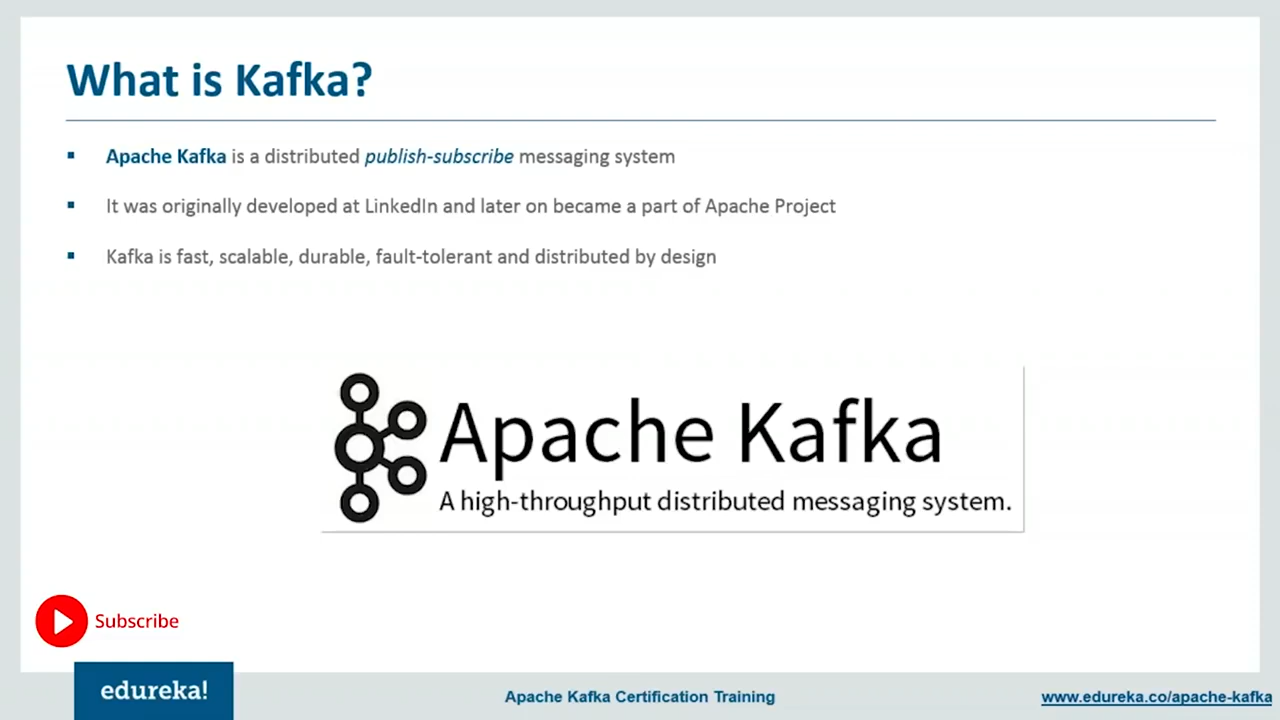 What is Kafka?
Apache Kafka is a distributed publish-subscribe messaging system
It was originally developed at LinkedIn and later on became a part of Apache Project
Kafka is fast, scalable, durable, fault-tolerant and distributed by design
Apache Kafka
A high-throughput distributed messaging system.
Subscribe
edureka!
Apache Kafka Certification Training
www.edureka.co/apache-kafka